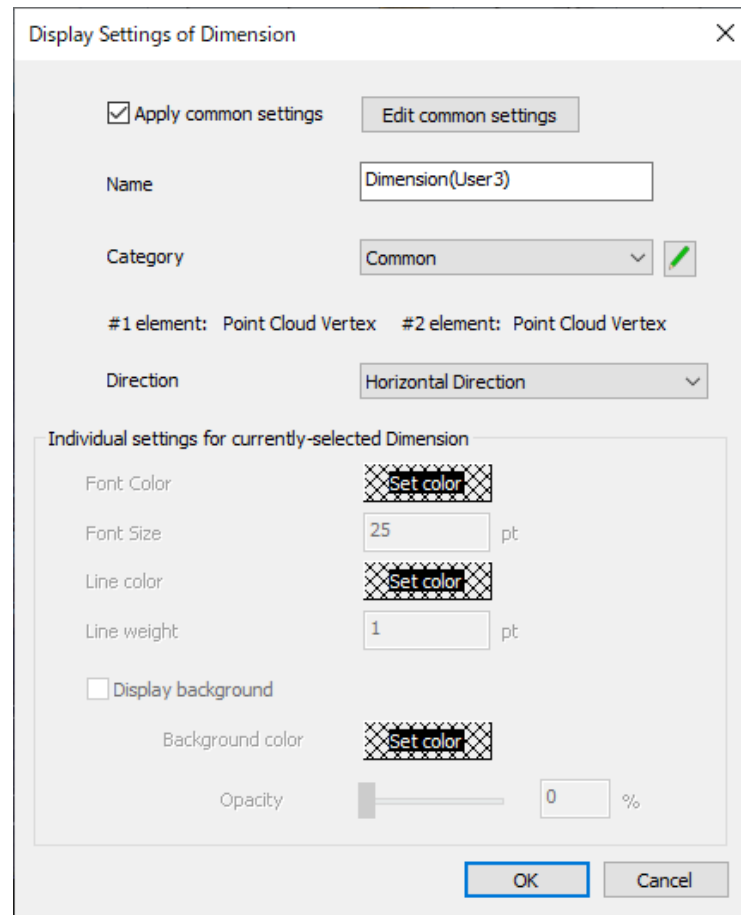 Display Settings of Dimension
Apply common settings Edit common settings
Name Dimension(User3)
Category Common
#1 element: Point Cloud Vertex #2 element: Point Cloud Vertex
Direction Horizontal Direction
Individual settings for currently-selected Dimension
Font Color Set color
Font Size 25 pt
Line color Set color
Line weight 1 pt
Display background
Background color Set color
Opacity 0 %
OK Cancel